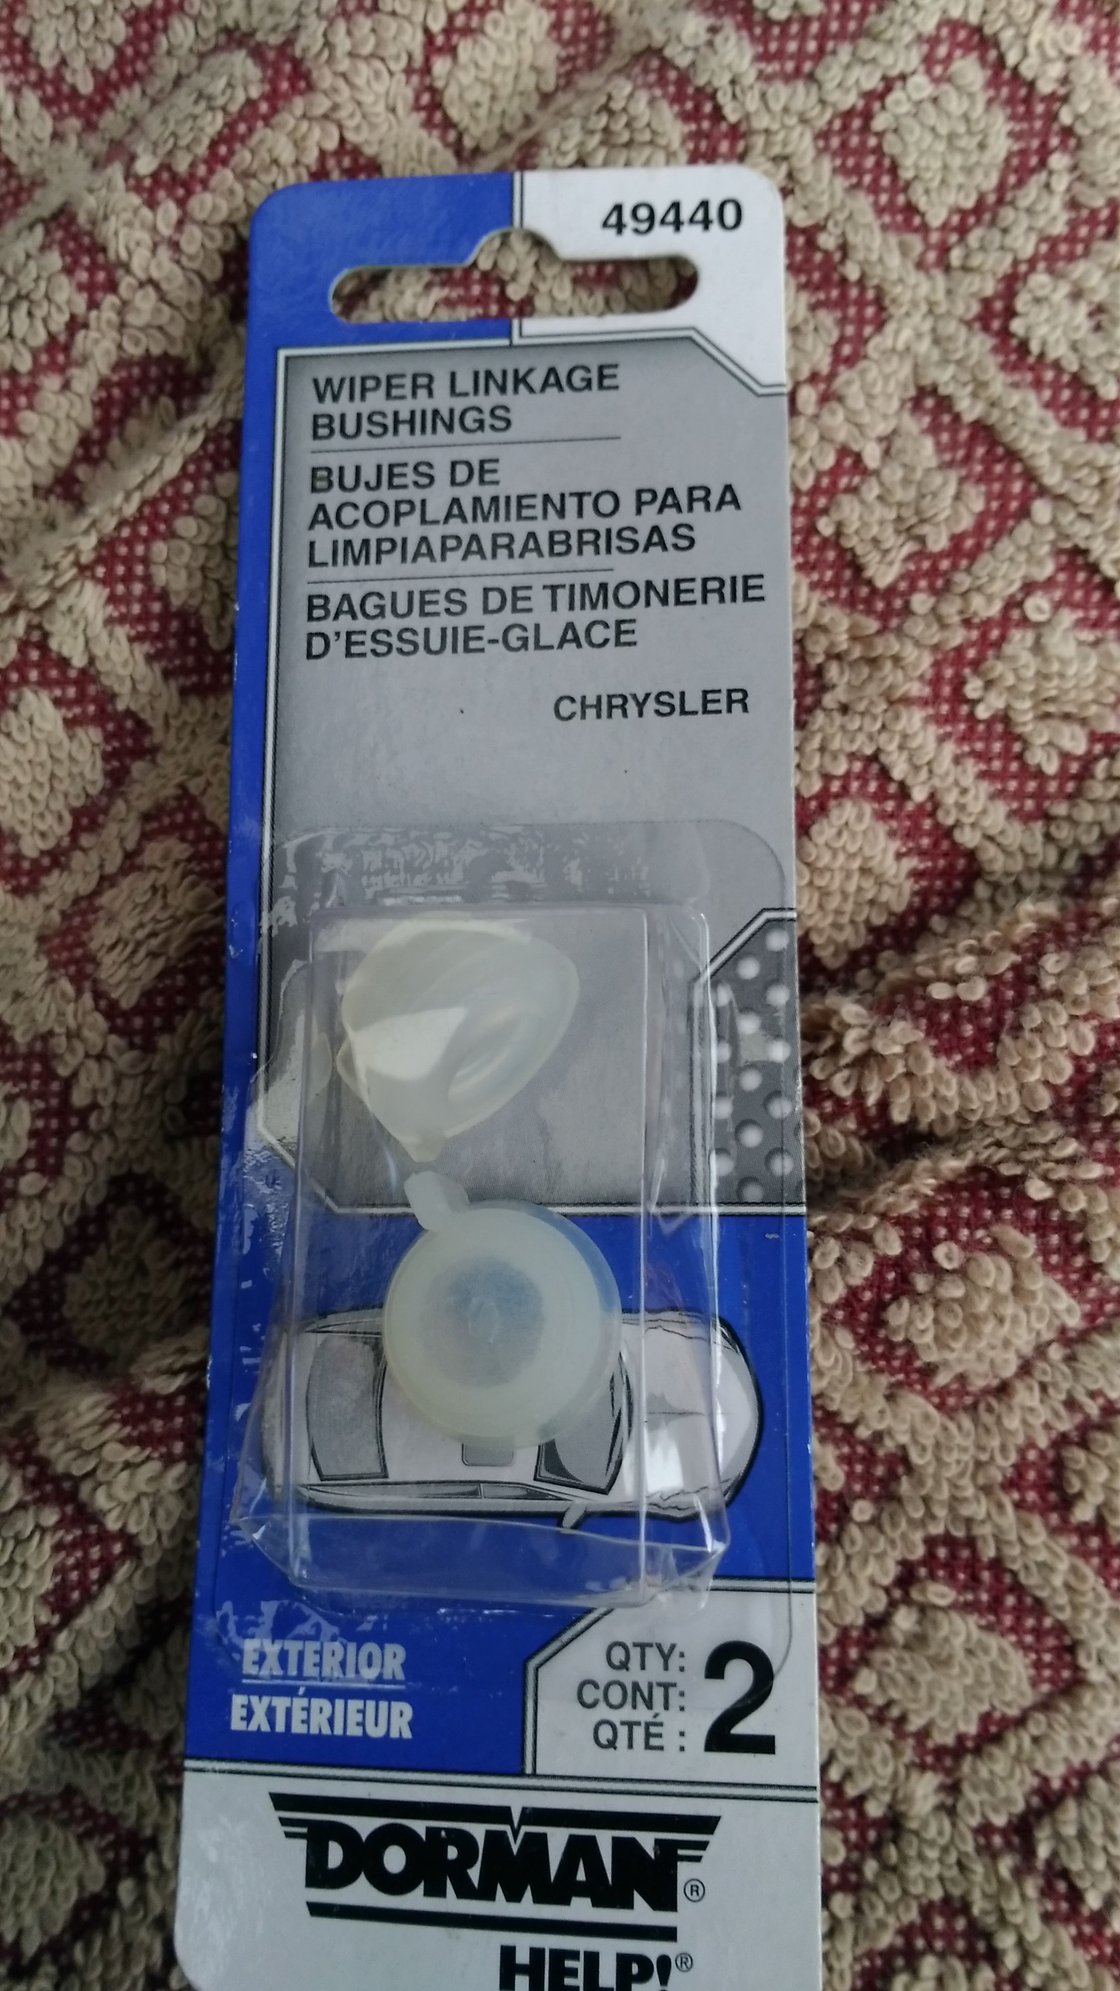 49440
WIPER LINKAGE
BUSHINGS
BUJES DE
ACOPLAMIENTO PARA
LIMPIAPARABRISAS
BAGUES DE TIMONERIE
D'ESSUIE-GLACE
CHRYSLER
EXTERIOR
EXTÉRIEUR
QTY:
CONT:
QTÉ :
2
DORMAN®
HELP!®